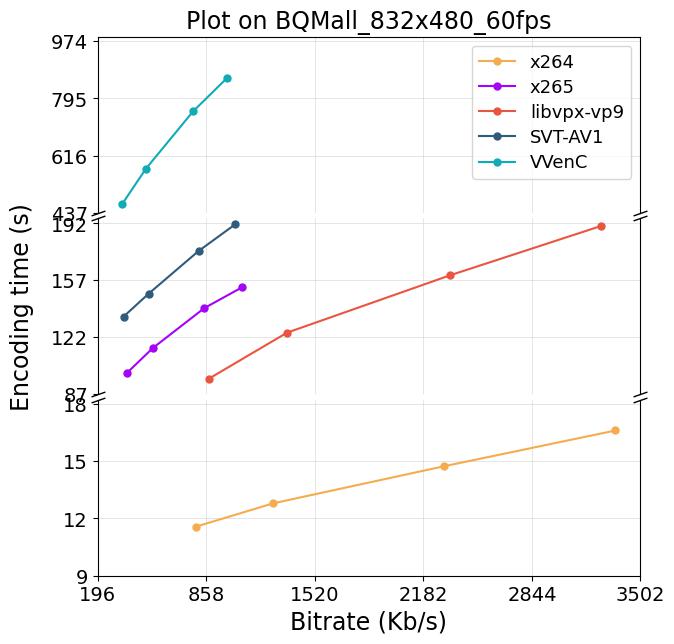 Plot on BQMall_832x480_60fps
974
795
616
437
192
157
122
87
18
15
12
9
196
858
1520
2182
2844
3502
Encoding time (s)
Bitrate (Kb/s)
x264
x265
libvpx-vp9
SVT-AV1
VVenC